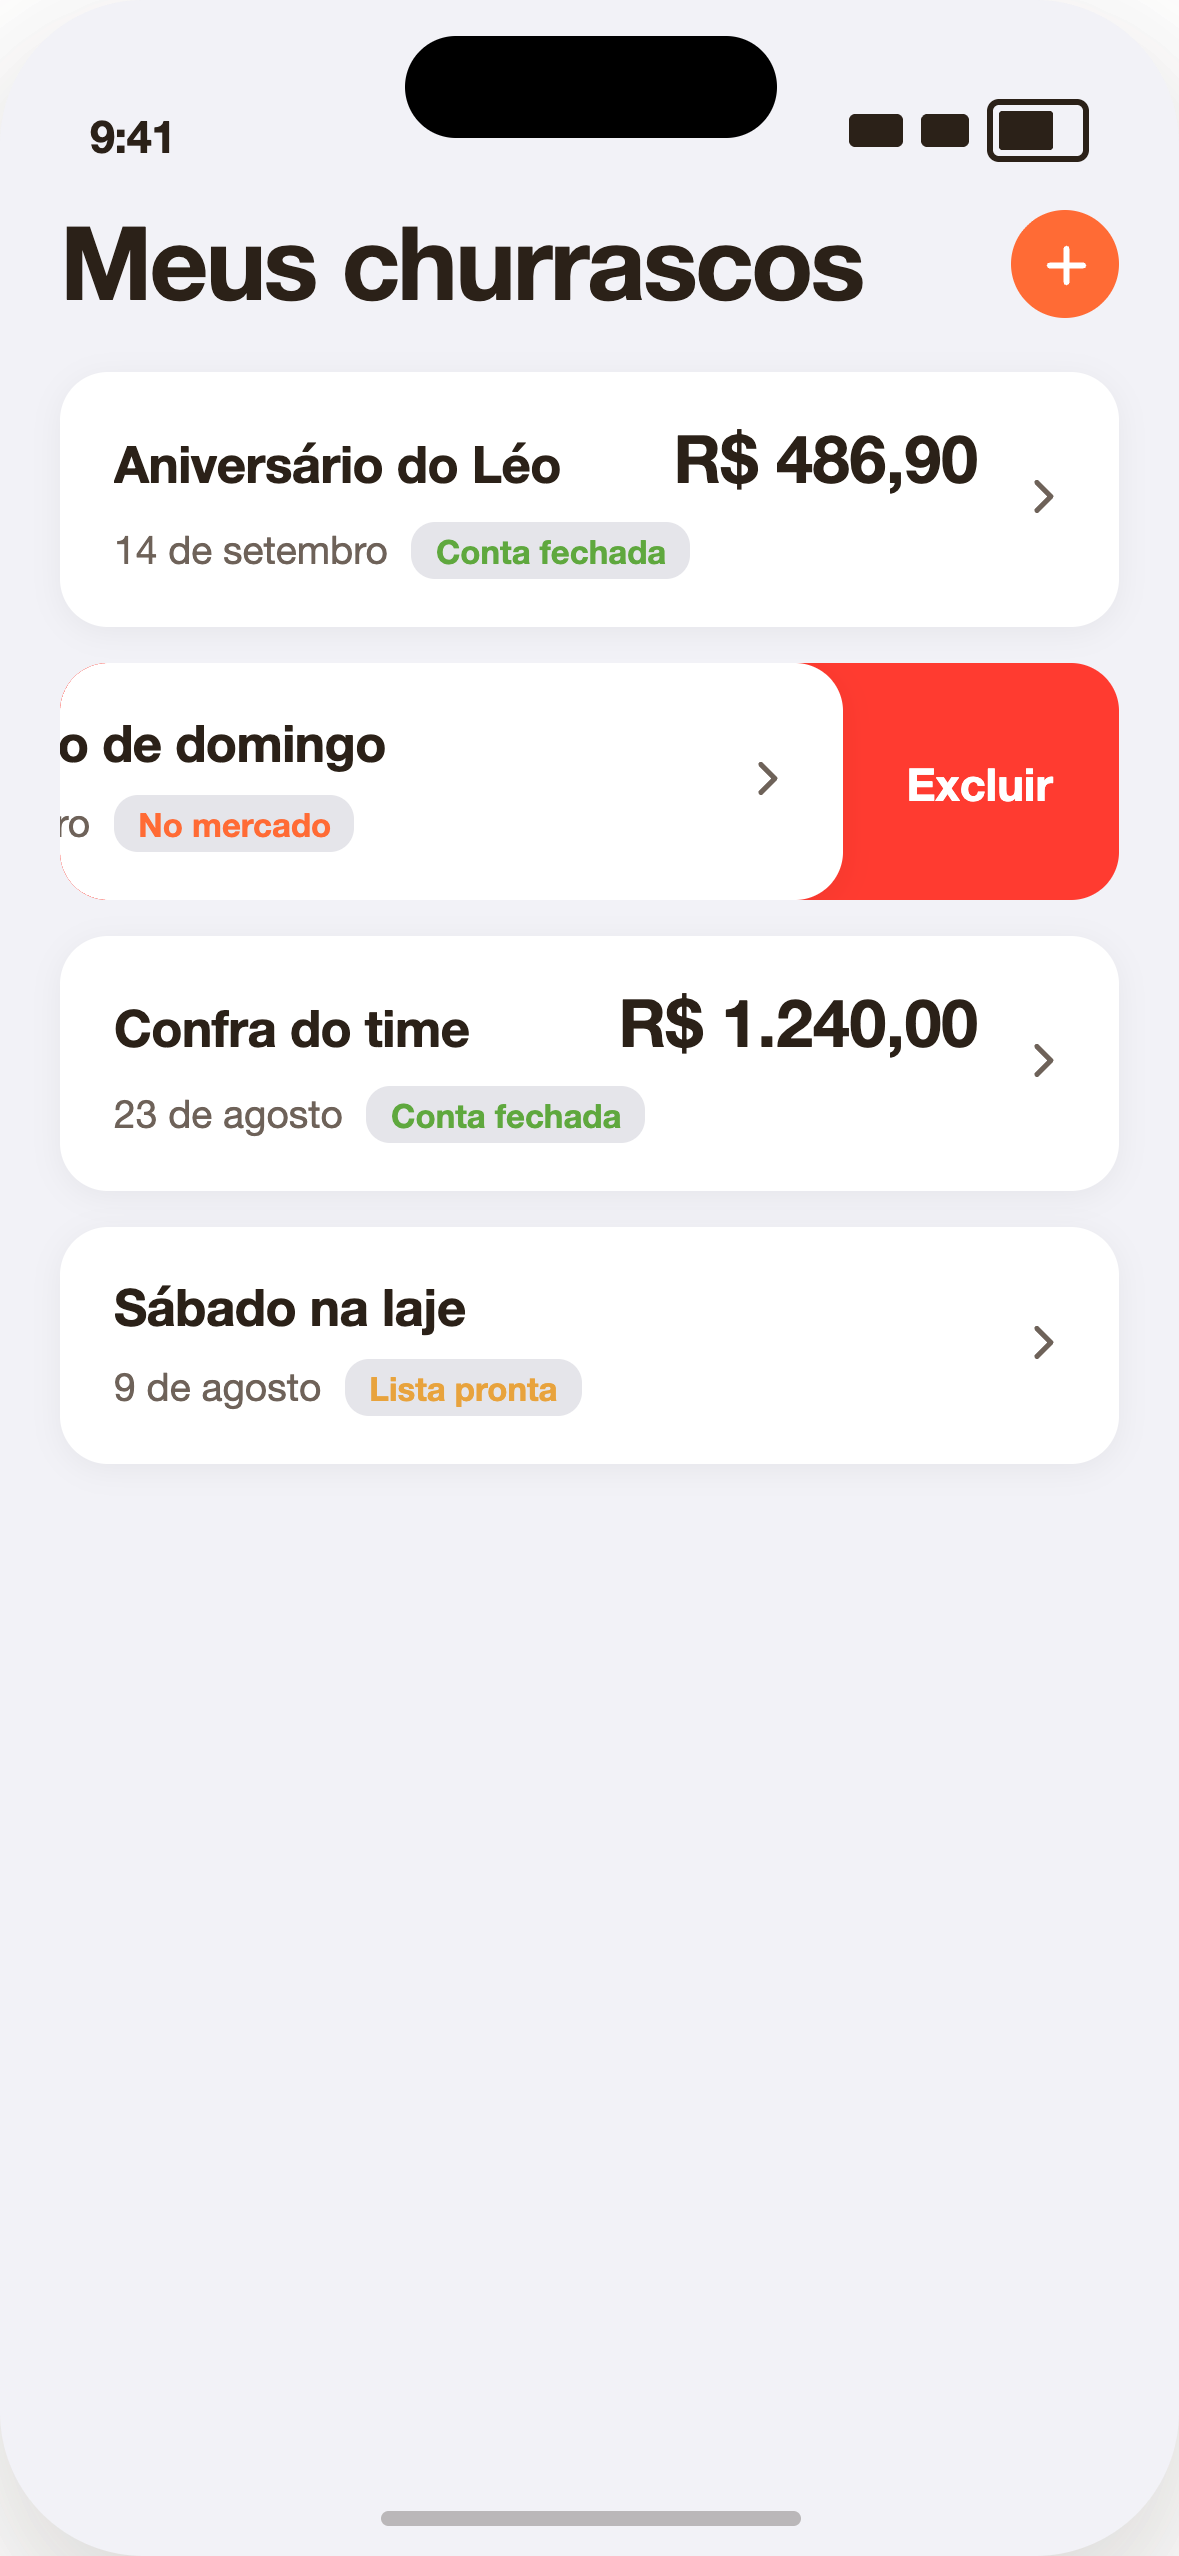 9:41
Meus churrascos
Aniversário do Léo R$ 486,90
14 de setembro Conta fechada
o de domingo
ro No mercado
Excluir
Confra do time R$ 1.240,00
23 de agosto Conta fechada
Sábado na laje
9 de agosto Lista pronta